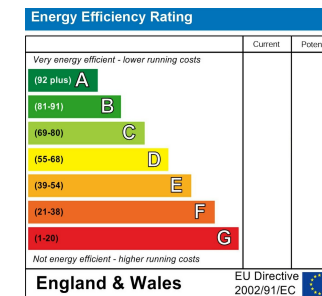 Energy Efficiency Rating
Current Poten
Very energy efficient - lower running costs
(92 plus) A
(81-91) B
(69-80) C
(55-68) D
(39-54) E
(21-38) F
(1-20) G
Not energy efficient - higher running costs
England & Wales
EU Directive
2002/91/EC